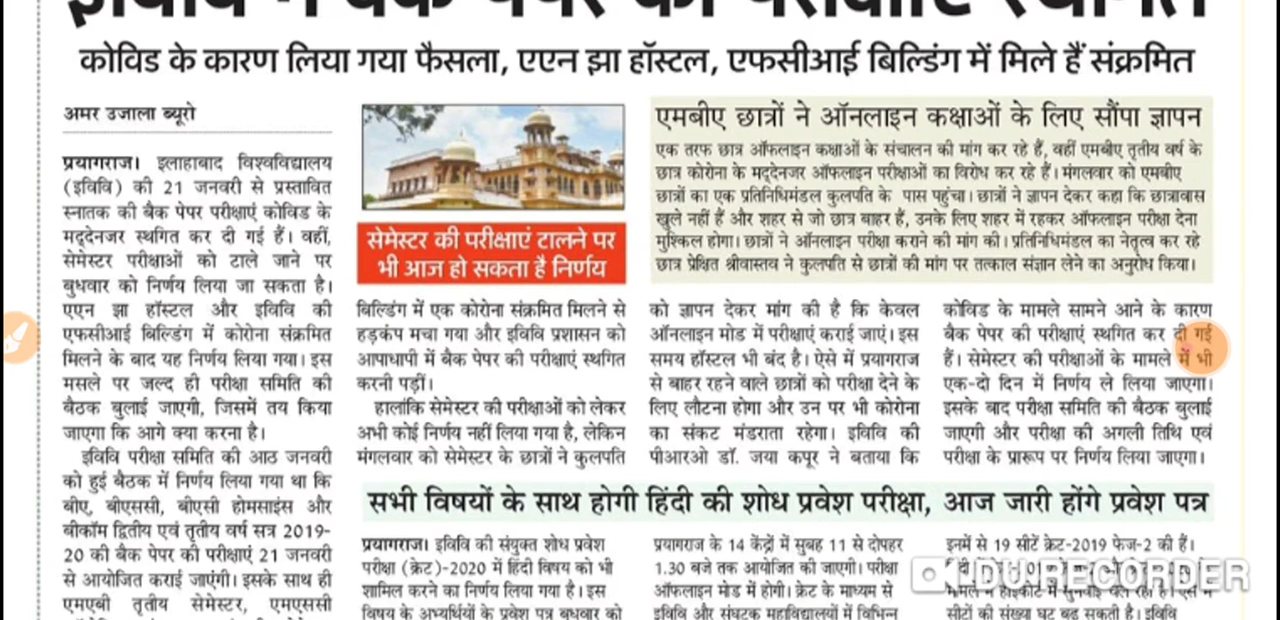 कोविड के कारण लिया गया फैसला, एएन झा हॉस्टल, एफसीआई बिल्डिंग में मिले हैं संक्रमित
अमर उजाला ब्यूरो
प्रयागराज। इलाहाबाद विश्वविद्यालय
(इविवि) की 21 जनवरी से प्रस्तावित
स्नातक की बैक पेपर परीक्षाएं कोविड के
मद्देनजर स्थगित कर दी गई हैं। वहीं,
सेमेस्टर परीक्षाओं को टाले जाने पर
बुधवार को निर्णय लिया जा सकता है।
एएन झा हॉस्टल और इविवि की
एफसीआई बिल्डिंग में कोरोना संक्रमित
मिलने के बाद यह निर्णय लिया गया। इस
मसले पर जल्द ही परीक्षा समिति की
बैठक बुलाई जाएगी, जिसमें तय किया
जाएगा कि आगे क्या करना है।
इविवि परीक्षा समिति की आठ जनवरी
को हुई बैठक में निर्णय लिया गया था कि
बीए, बीएससी, बीएसी होमसाइंस और
बीकॉम द्वितीय एवं तृतीय वर्ष सत्र 2019-
20 की बैक पेपर की परीक्षाएं 21 जनवरी
से आयोजित कराई जाएंगी। इसके साथ ही
एमएबी तृतीय सेमेस्टर, एमएससी
सेमेस्टर की परीक्षाएं टालने पर
भी आज हो सकता है निर्णय
बिल्डिंग में एक कोरोना संक्रमित मिलने से
हड़कंप मचा गया और इविवि प्रशासन को
आपाधापी में बैक पेपर की परीक्षाएं स्थगित
करनी पड़ीं।
हालांकि सेमेस्टर की परीक्षाओं को लेकर
अभी कोई निर्णय नहीं लिया गया है, लेकिन
मंगलवार को सेमेस्टर के छात्रों ने कुलपति
को ज्ञापन देकर मांग की है कि केवल
ऑनलाइन मोड में परीक्षाएं कराई जाएं। इस
समय हॉस्टल भी बंद है। ऐसे में प्रयागराज
से बाहर रहने वाले छात्रों को परीक्षा देने के
लिए लौटना होगा और उन पर भी कोरोना
का संकट मंडराता रहेगा। इविवि की
पीआरओ डॉ. जया कपूर ने बताया कि
कोविड के मामले सामने आने के कारण
बैक पेपर की परीक्षाएं स्थगित कर दी गई
हैं। सेमेस्टर की परीक्षाओं के मामले में भी
एक-दो दिन में निर्णय ले लिया जाएगा।
इसके बाद परीक्षा समिति की बैठक बुलाई
जाएगी और परीक्षा की अगली तिथि एवं
परीक्षा के प्रारूप पर निर्णय लिया जाएगा।
एमबीए छात्रों ने ऑनलाइन कक्षाओं के लिए सौंपा ज्ञापन
एक तरफ छात्र ऑफलाइन कक्षाओं के संचालन की मांग कर रहे हैं, वहीं एमबीए तृतीय वर्ष के
छात्र कोरोना के मद्देनजर ऑफलाइन परीक्षाओं का विरोध कर रहे हैं। मंगलवार को एमबीए
छात्रों का एक प्रतिनिधिमंडल कुलपति के पास पहुंचा। छात्रों ने ज्ञापन देकर कहा कि छात्रावास
खुले नहीं हैं और शहर से जो छात्र बाहर हैं, उनके लिए शहर में रहकर ऑफलाइन परीक्षा देना
मुश्किल होगा। छात्रों ने ऑनलाइन परीक्षा कराने की मांग की। प्रतिनिधिमंडल का नेतृत्व कर रहे
छात्र प्रेक्षित श्रीवास्तव ने कुलपति से छात्रों की मांग पर तत्काल संज्ञान लेने का अनुरोध किया।
सभी विषयों के साथ होगी हिंदी की शोध प्रवेश परीक्षा, आज जारी होंगे प्रवेश पत्र
प्रयागराज। इविवि की संयुक्त शोध प्रवेश
परीक्षा (क्रेट)-2020 में हिंदी विषय को भी
शामिल करने का निर्णय लिया गया है। इस
विषय के अभ्यर्थियों के प्रवेश पत्र बुधवार को
प्रयागराज के 14 केंद्रों में सुबह 11 से दोपहर
1.30 बजे तक आयोजित की जाएगी। परीक्षा
ऑफलाइन मोड में होगी। क्रेट के माध्यम से
इविवि और संघटक महाविद्यालयों में विभिन्न
इनमें से 19 सीटें क्रेट-2019 फेज-2 की हैं।
सीटों की संख्या घट बढ़ सकती है। इविवि
DU RECORDER